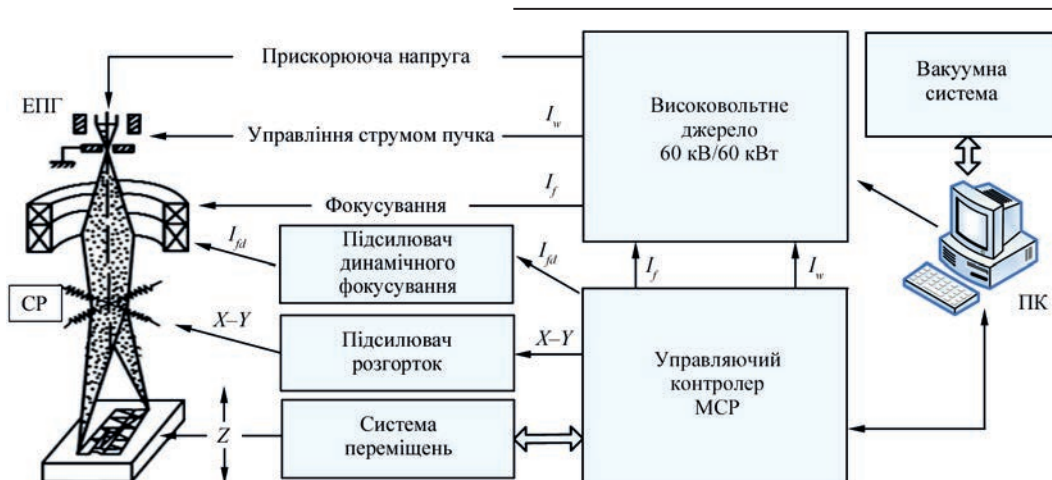 Прискорююча напруга
ЕПГ
Управління струмом пучка
I_w
Фокусування
I_f
Високовольтне
джерело
60 кВ/60 кВт
Вакуумна
система
I_fd
Підсилювач
динамічного
фокусування
I_fd
I_f
I_w
ПК
СР
X–Y
Підсилювач
розгорток
X–Y
Управляючий
контролер
МСР
Z
Система
переміщень